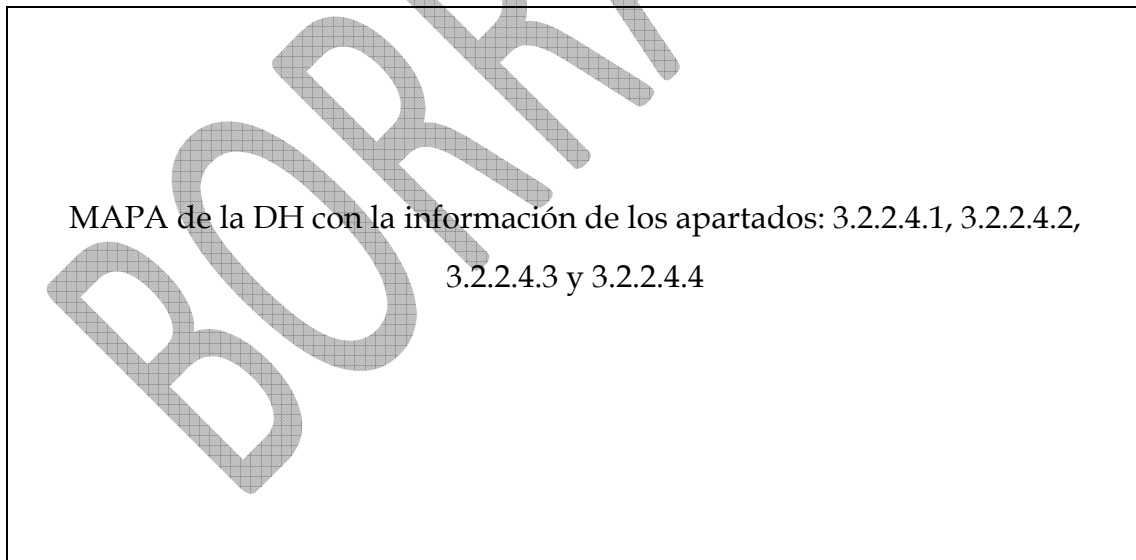 MAPA de la DH con la información de los apartados: 3.2.2.4.1, 3.2.2.4.2,
3.2.2.4.3 y 3.2.2.4.4
BORRA